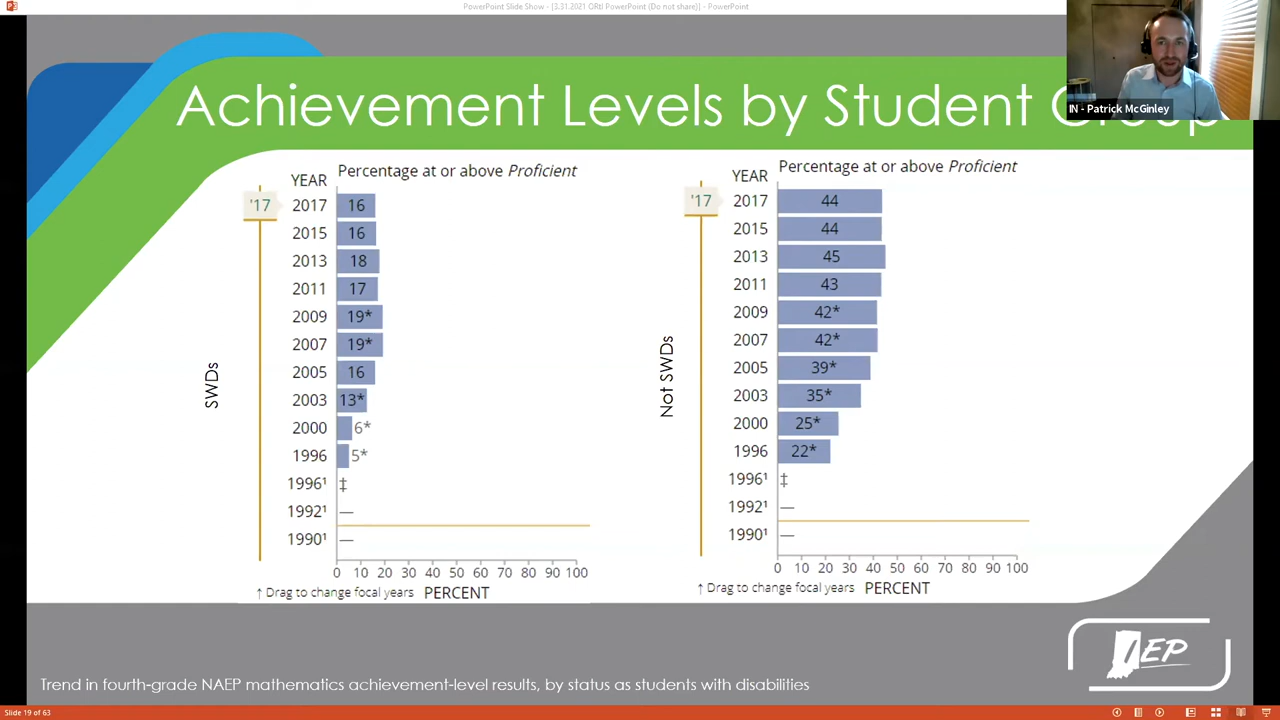 PowerPoint Slide Show - [3.31.2021 ORtI PowerPoint (Do not share)] - PowerPoint
IN - Patrick McGinley
Achievement Levels by Student Group
Percentage at or above Proficient
YEAR
'17
2017 16
2015 16
2013 18
2011 17
2009 19*
2007 19*
2005 16
2003 13*
2000 6*
1996 5*
1996¹ ‡
1992¹ —
1990¹ —
0 10 20 30 40 50 60 70 80 90 100
↑ Drag to change focal years PERCENT
SWDs
Percentage at or above Proficient
YEAR
'17
2017 44
2015 44
2013 45
2011 43
2009 42*
2007 42*
2005 39*
2003 35*
2000 25*
1996 22*
1996¹ ‡
1992¹ —
1990¹ —
0 10 20 30 40 50 60 70 80 90 100
↑ Drag to change focal years PERCENT
Not SWDs
IEP
Trend in fourth-grade NAEP mathematics achievement-level results, by status as students with disabilities
Slide 19 of 63